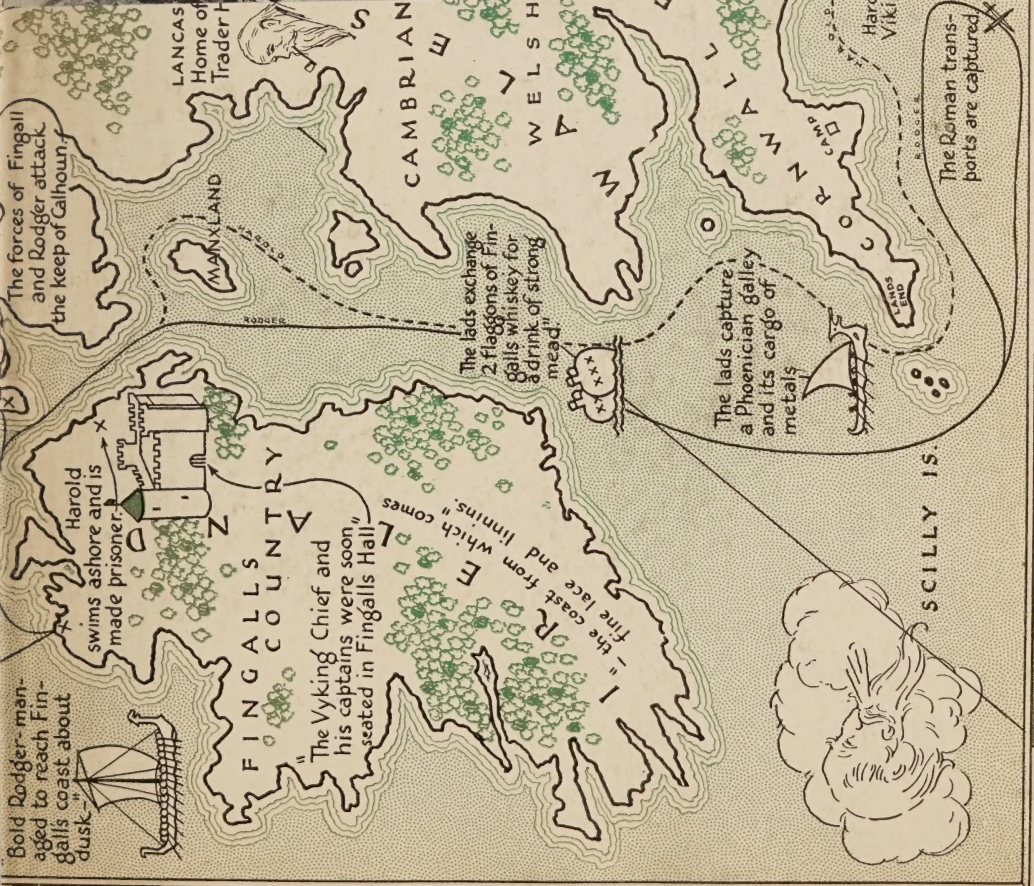 Bold Rodger-man-
aged to reach Fin-
galls coast about
dusk-"
Harold
swims ashore and is
made prisoner.
x
The forces of Fingall
and Rodger attack
the keep of Calhoun.
LANCAS
Home of
Trader H
S
MANXLAND
HAROLD
RODGER
FINGALLS
COUNTRY
IRELAND
"The Vyking Chief and
his captains were soon
seated in Fingalls Hall"
"- the coast from which comes
fine lace and linnins."
The lads exchange
2 flaggons of Fin-
galls whiskey for
a drink of strong
mead"
xxx
xx
CAMBRIAN
WELSH
WALE
The lads capture
a Phoenician galley
and its cargo of
metals
CORNWALL
CAMP
LANDS
END
SCILLY IS.
RODGER
Haro
Viki
The Roman trans-
ports are captured.